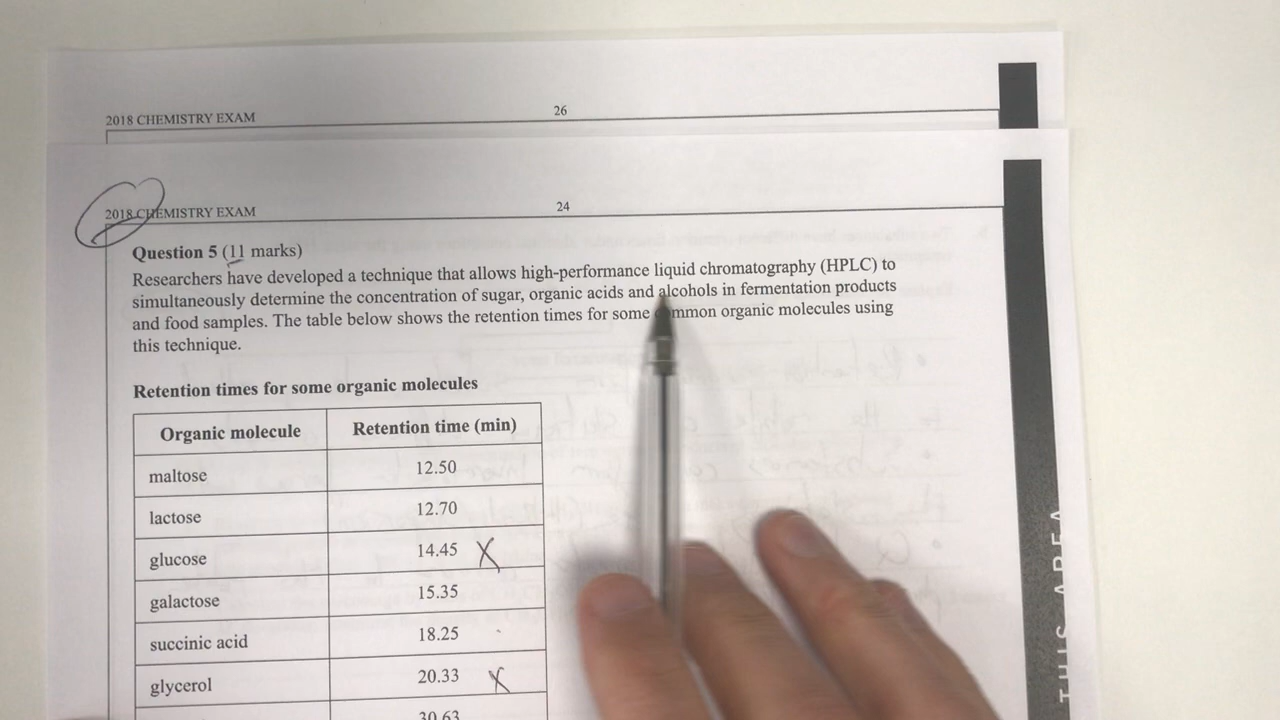 2018 CHEMISTRY EXAM 26
2018 CHEMISTRY EXAM 24
Question 5 (11 marks)
Researchers have developed a technique that allows high-performance liquid chromatography (HPLC) to
simultaneously determine the concentration of sugar, organic acids and alcohols in fermentation products
and food samples. The table below shows the retention times for some common organic molecules using
this technique.
Retention times for some organic molecules
Organic molecule Retention time (min)
maltose 12.50
lactose 12.70
glucose 14.45 X
galactose 15.35
succinic acid 18.25
glycerol 20.33 X
30.63
THIS AREA